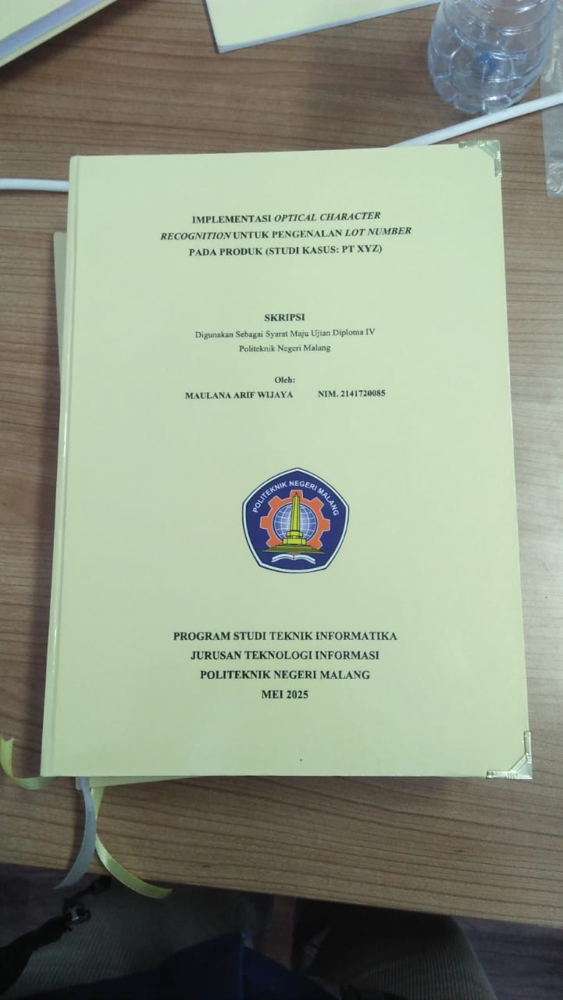 IMPLEMENTASI OPTICAL CHARACTER
RECOGNITION UNTUK PENGENALAN LOT NUMBER
PADA PRODUK (STUDI KASUS: PT XYZ)
SKRIPSI
Digunakan Sebagai Syarat Maju Ujian Diploma IV
Politeknik Negeri Malang
Oleh:
MAULANA ARIF WIJAYA NIM. 2141720085
POLITEKNIK NEGERI MALANG
PROGRAM STUDI TEKNIK INFORMATIKA
JURUSAN TEKNOLOGI INFORMASI
POLITEKNIK NEGERI MALANG
MEI 2025